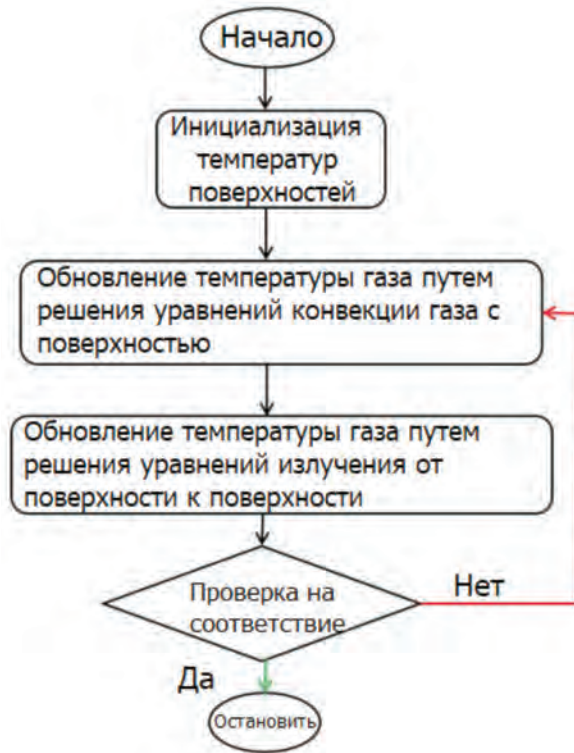 Начало
Инициализация
температур
поверхностей
Обновление температуры газа путем
решения уравнений конвекции газа с
поверхностью
Обновление температуры газа путем
решения уравнений излучения от
поверхности к поверхности
Проверка на
соответствие
Нет
Да
Остановить